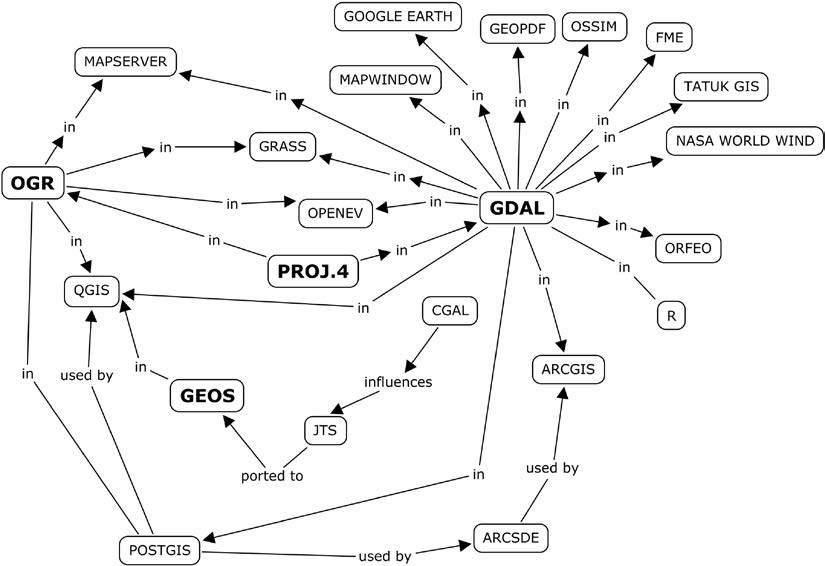 GOOGLE EARTH
GEOPDF
OSSIM
FME
MAPSERVER
MAPWINDOW
TATUK GIS
in
in
in
in
in
in
in
in
NASA WORLD WIND
in
GRASS
in
in
OGR
in
in
OPENEV
GDAL
in
in
in
in
ORFEO
PROJ.4
in
in
QGIS
in
CGAL
R
in
in
used by
influences
ARCGIS
GEOS
JTS
ported to
in
used by
POSTGIS
used by
ARCSDE